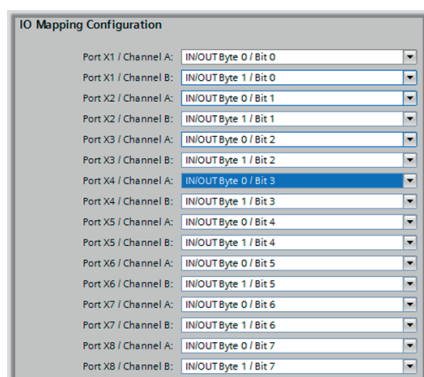 IO Mapping Configuration
Port X1 / Channel A: IN/OUT Byte 0 / Bit 0
Port X1 / Channel B: IN/OUT Byte 1 / Bit 0
Port X2 / Channel A: IN/OUT Byte 0 / Bit 1
Port X2 / Channel B: IN/OUT Byte 1 / Bit 1
Port X3 / Channel A: IN/OUT Byte 0 / Bit 2
Port X3 / Channel B: IN/OUT Byte 1 / Bit 2
Port X4 / Channel A: IN/OUT Byte 0 / Bit 3
Port X4 / Channel B: IN/OUT Byte 1 / Bit 3
Port X5 / Channel A: IN/OUT Byte 0 / Bit 4
Port X5 / Channel B: IN/OUT Byte 1 / Bit 4
Port X6 / Channel A: IN/OUT Byte 0 / Bit 5
Port X6 / Channel B: IN/OUT Byte 1 / Bit 5
Port X7 / Channel A: IN/OUT Byte 0 / Bit 6
Port X7 / Channel B: IN/OUT Byte 1 / Bit 6
Port X8 / Channel A: IN/OUT Byte 0 / Bit 7
Port X8 / Channel B: IN/OUT Byte 1 / Bit 7